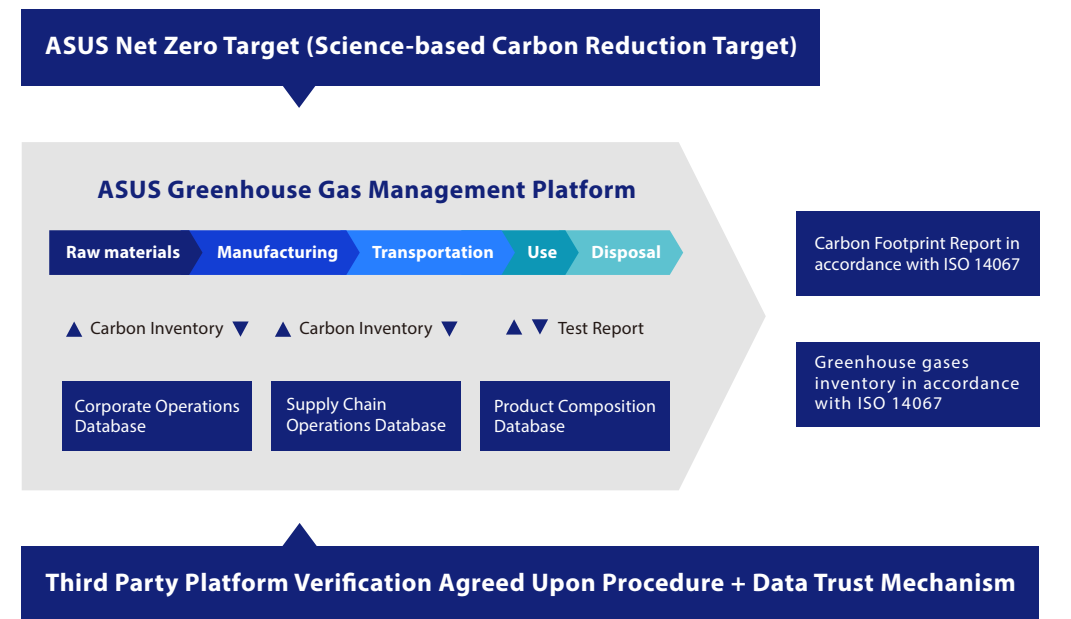 ASUS Net Zero Target (Science-based Carbon Reduction Target)
ASUS Greenhouse Gas Management Platform
Raw materials
Manufacturing
Transportation
Use
Disposal
Carbon Inventory
Carbon Inventory
Test Report
Corporate Operations
Database
Supply Chain
Operations Database
Product Composition
Database
Carbon Footprint Report in
accordance with ISO 14067
Greenhouse gases
inventory in accordance
with ISO 14067
Third Party Platform Verification Agreed Upon Procedure + Data Trust Mechanism